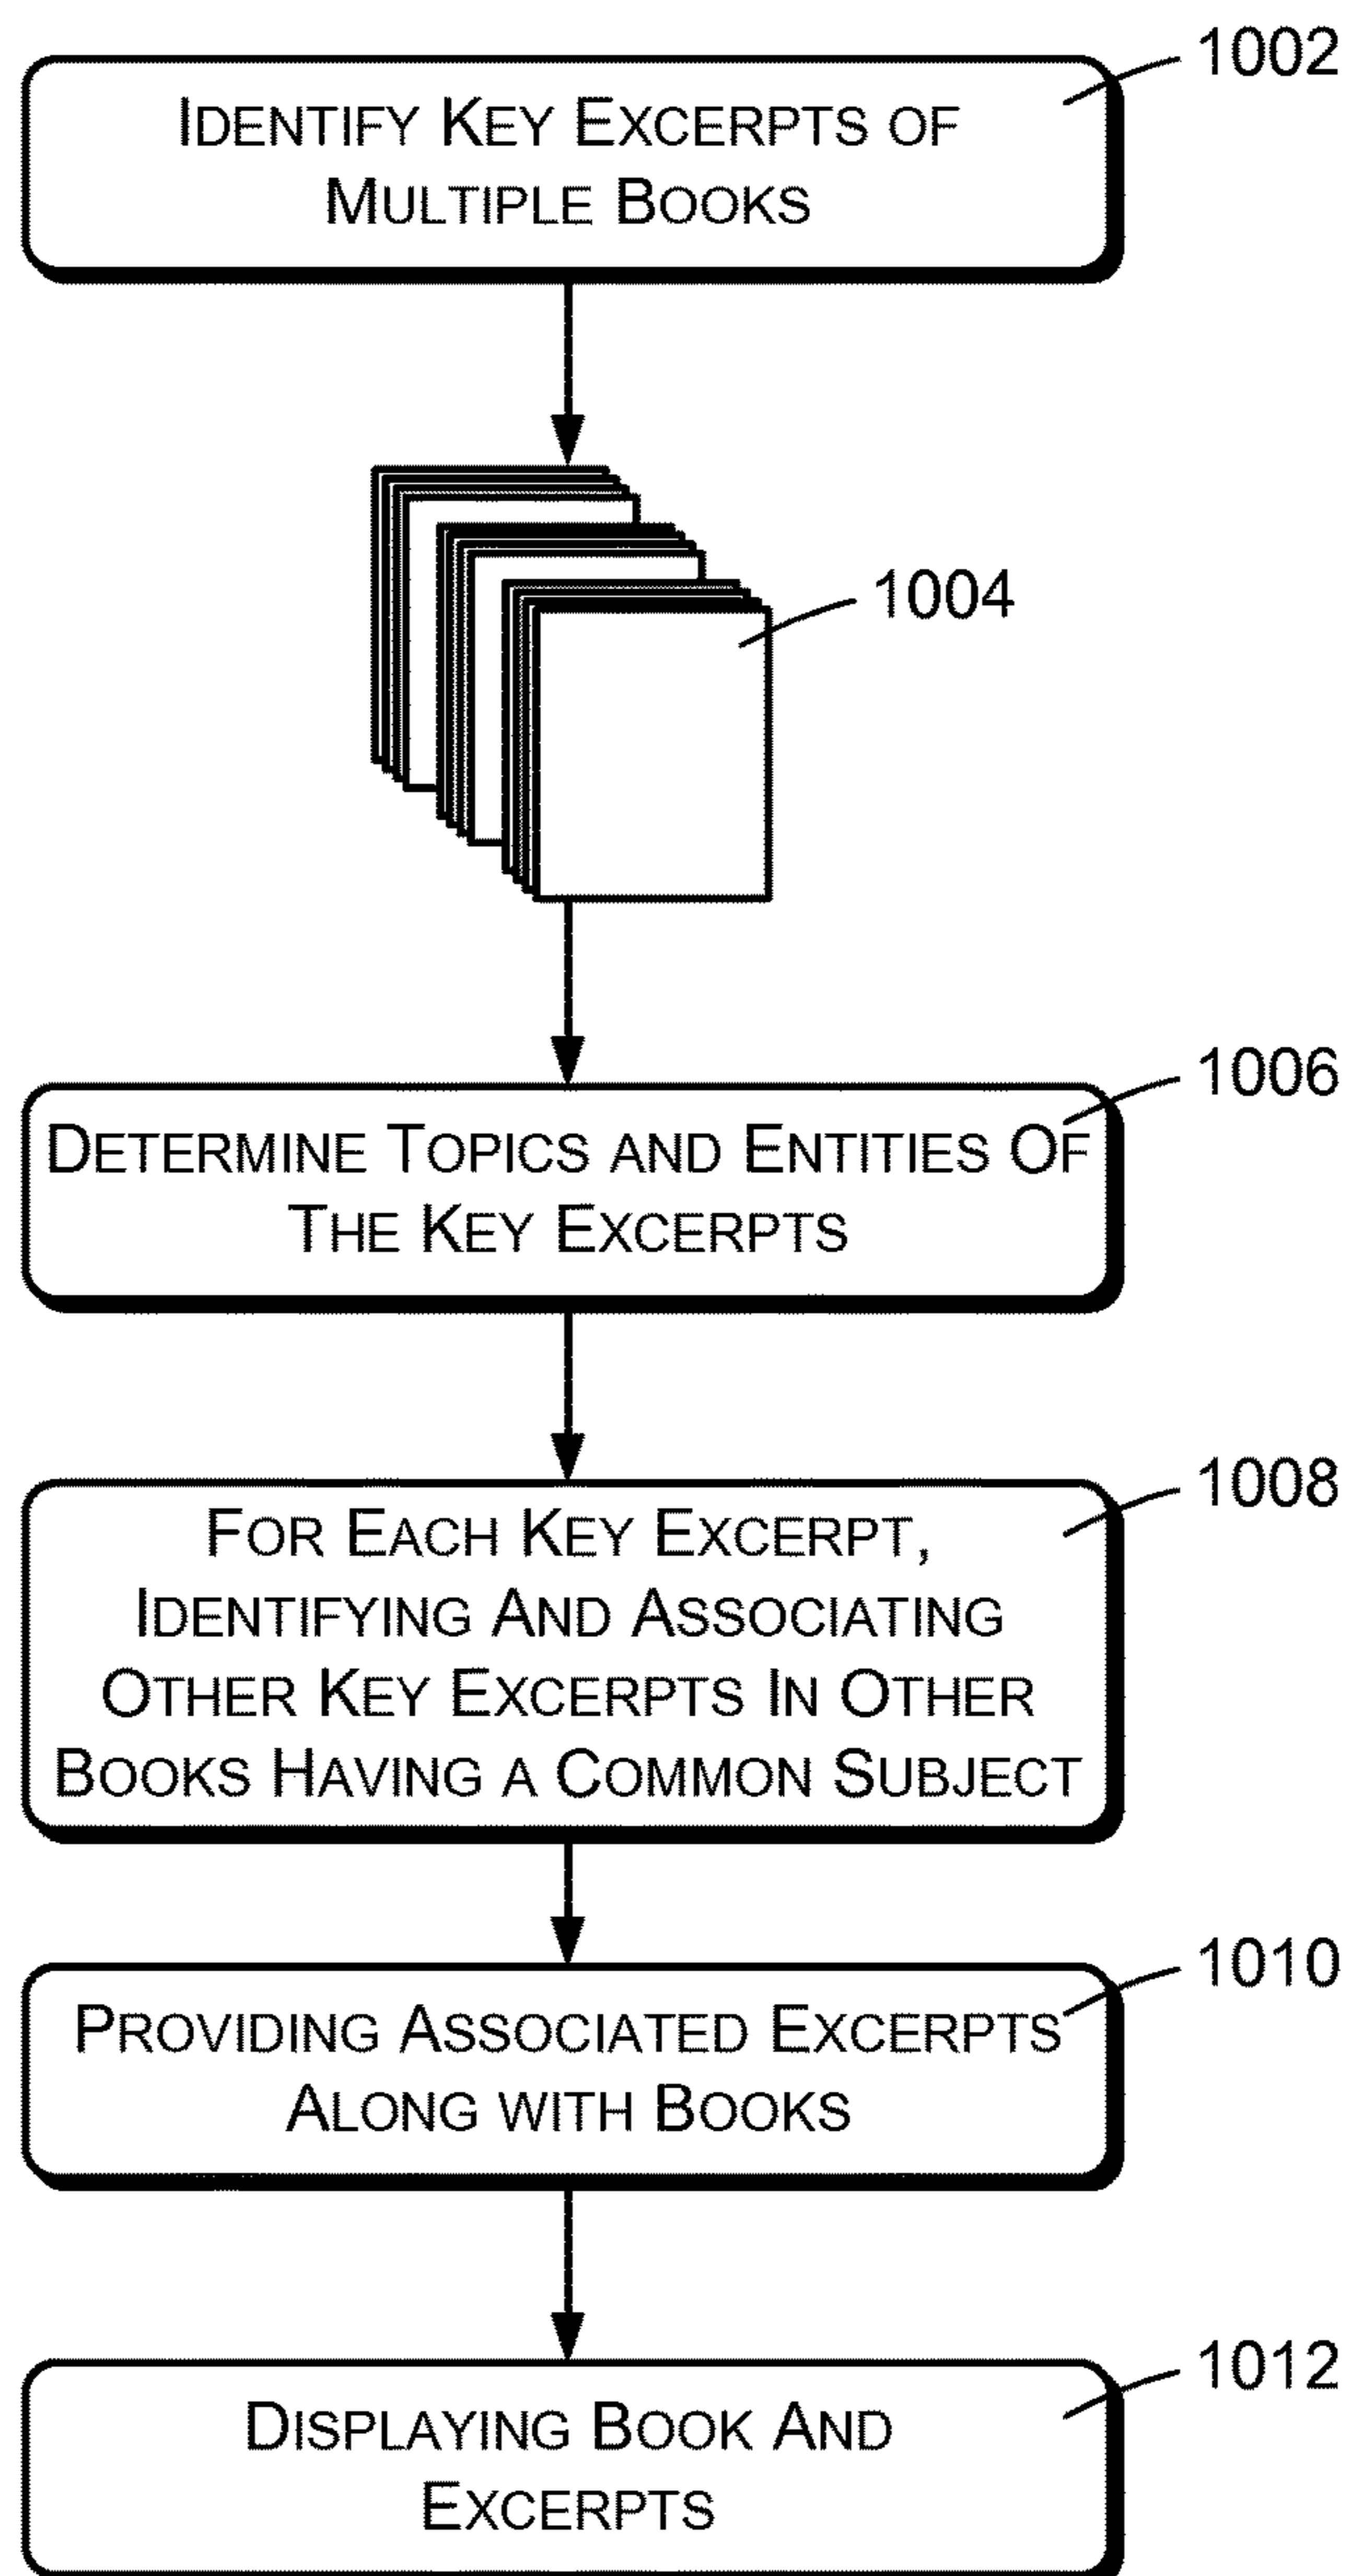 1002
IDENTIFY KEY EXCERPTS OF
MULTIPLE BOOKS
1004
1006
DETERMINE TOPICS AND ENTITIES OF
THE KEY EXCERPTS
1008
FOR EACH KEY EXCERPT,
IDENTIFYING AND ASSOCIATING
OTHER KEY EXCERPTS IN OTHER
BOOKS HAVING A COMMON SUBJECT
1010
PROVIDING ASSOCIATED EXCERPTS
ALONG WITH BOOKS
1012
DISPLAYING BOOK AND
EXCERPTS